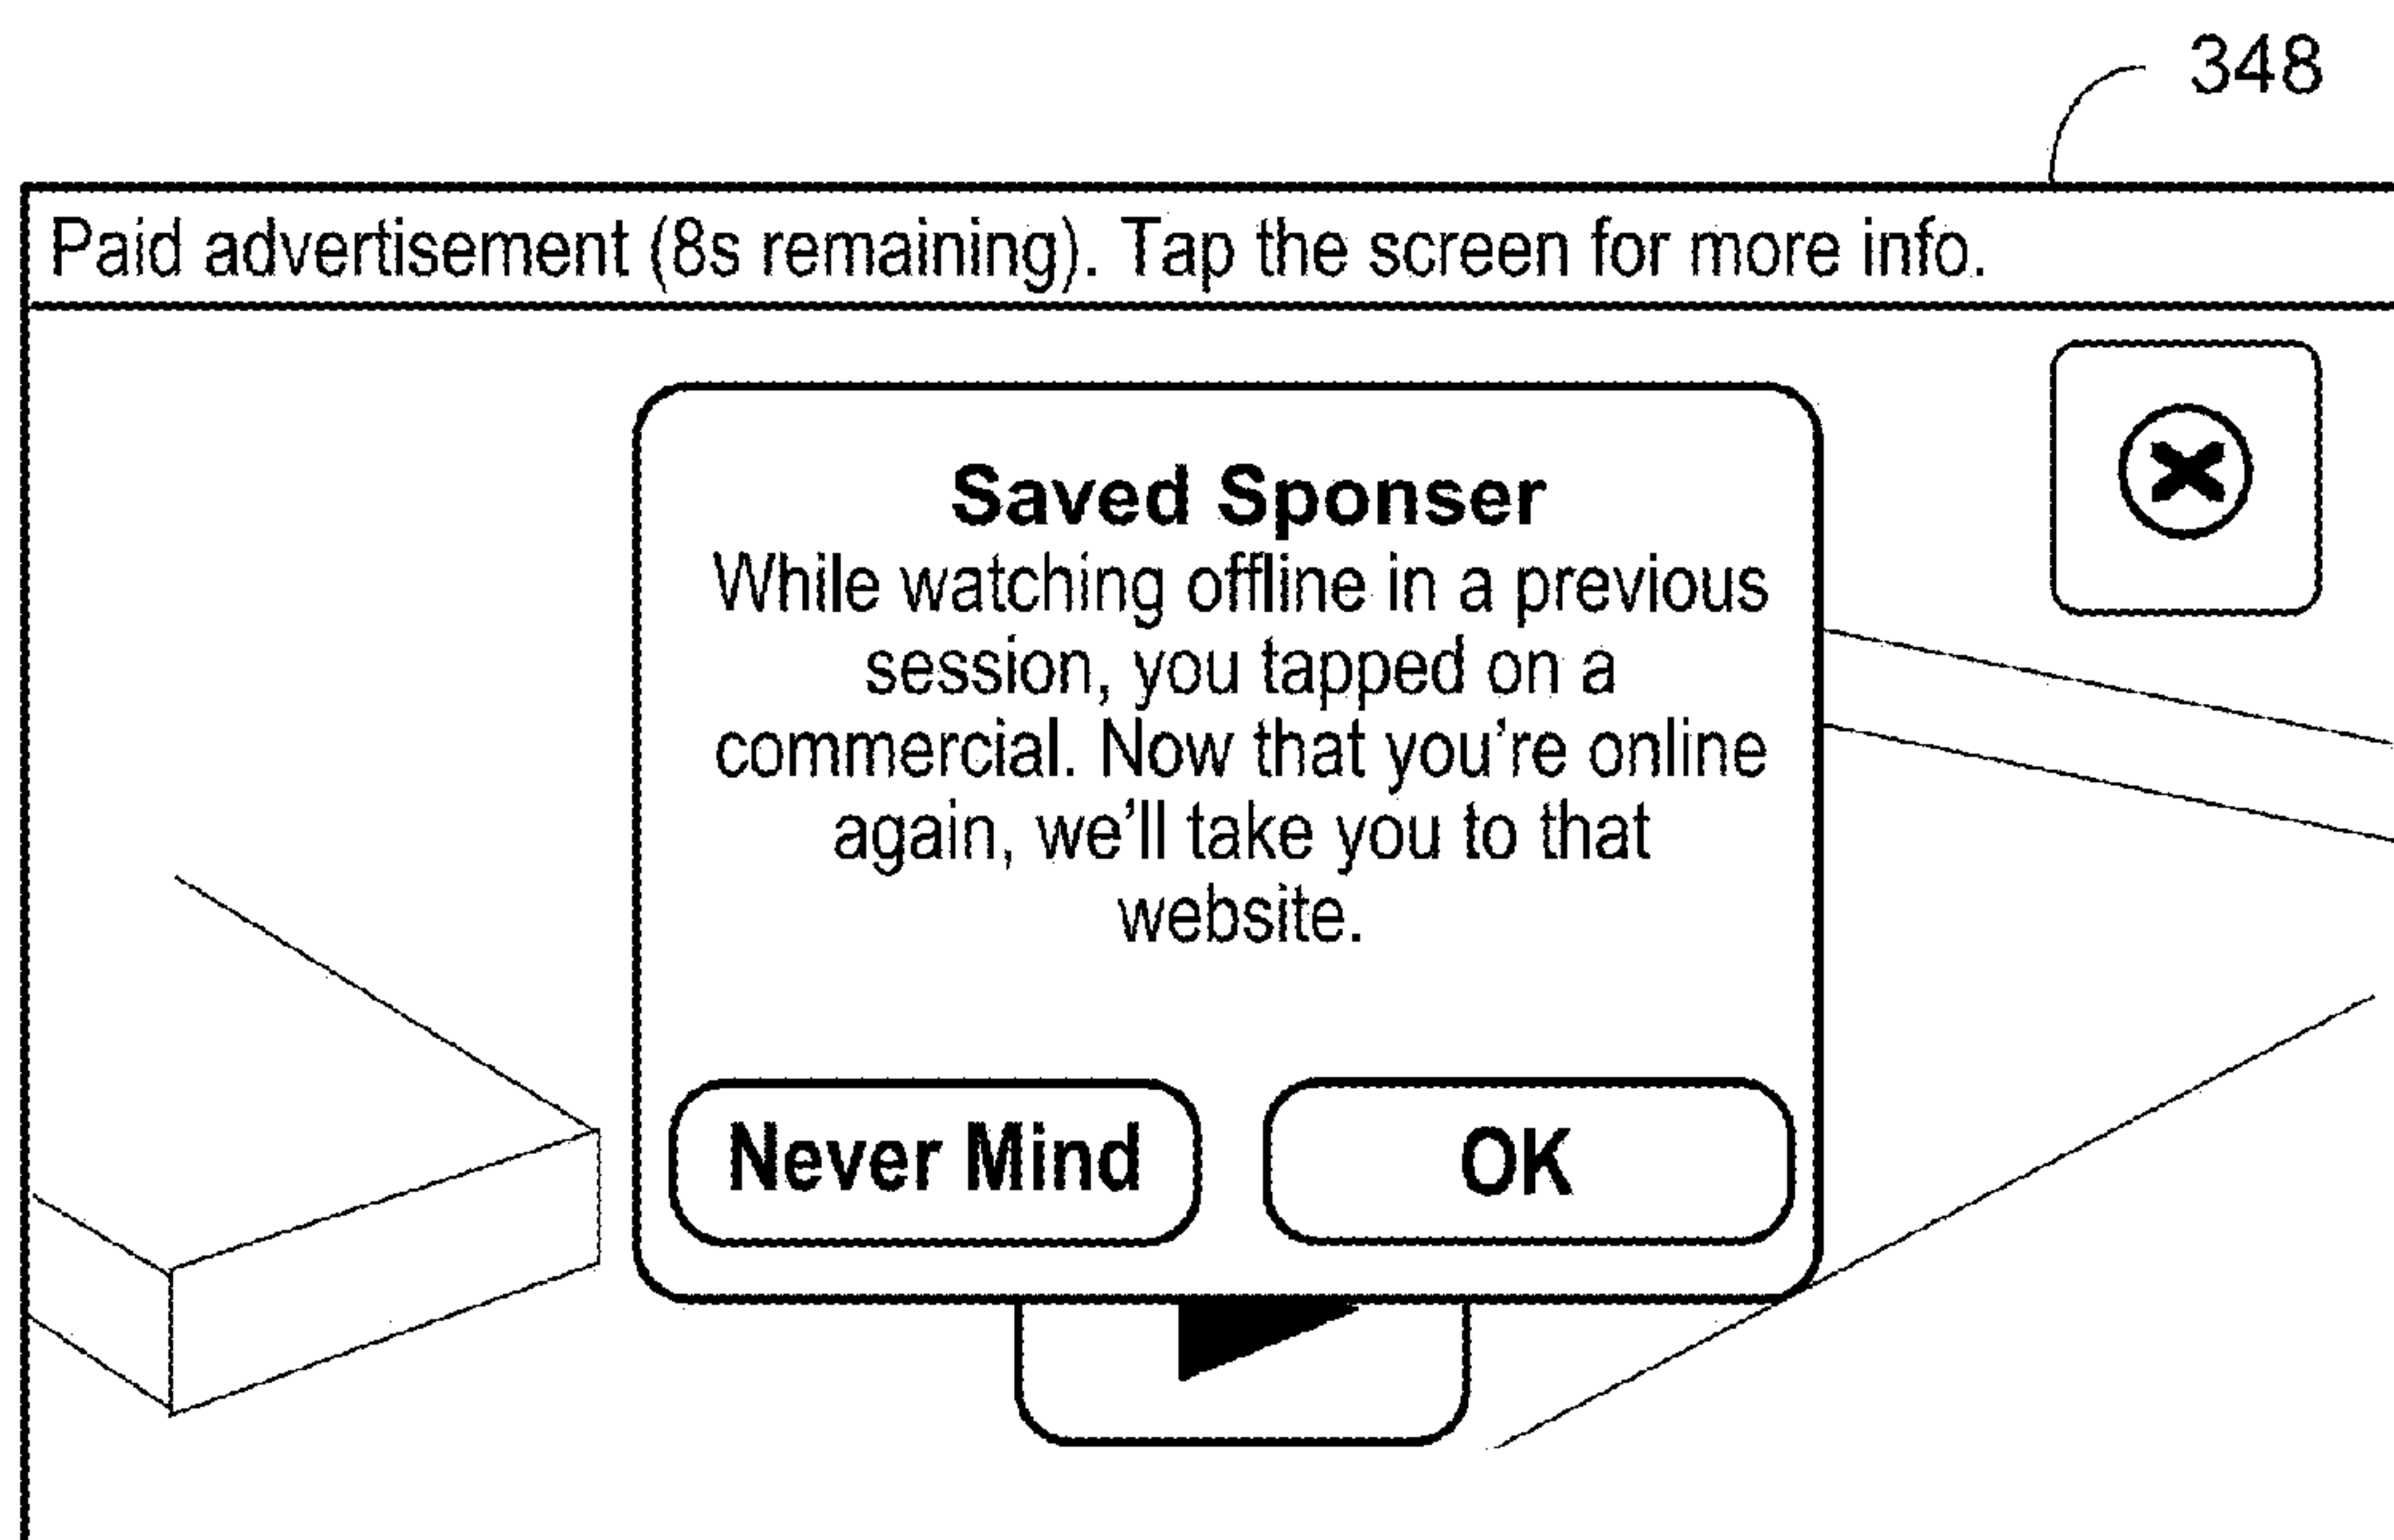 348
Paid advertisement (8s remaining). Tap the screen for more info.
Saved Sponser
While watching offline in a previous
session, you tapped on a
commercial. Now that you're online
again, we'll take you to that
website.
Never Mind
OK